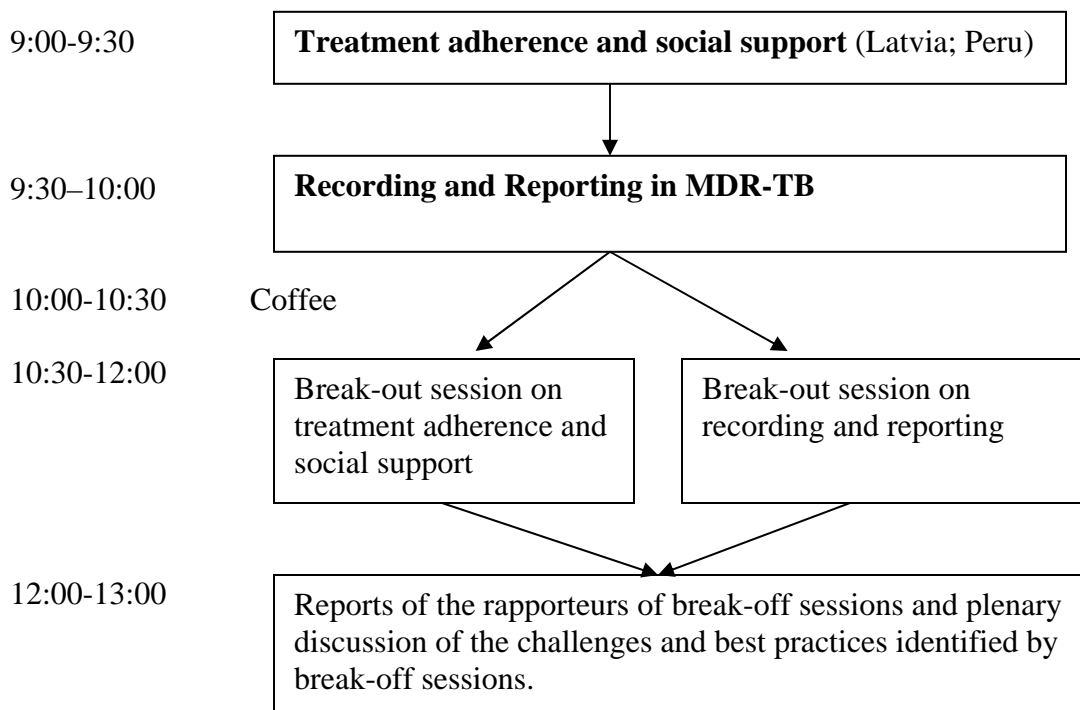 9:00-9:30 Treatment adherence and social support (Latvia; Peru)
9:30–10:00 Recording and Reporting in MDR-TB
10:00-10:30 Coffee
10:30-12:00
Break-out session on
treatment adherence and
social support
Break-out session on
recording and reporting
12:00-13:00
Reports of the rapporteurs of break-off sessions and plenary
discussion of the challenges and best practices identified by
break-off sessions.